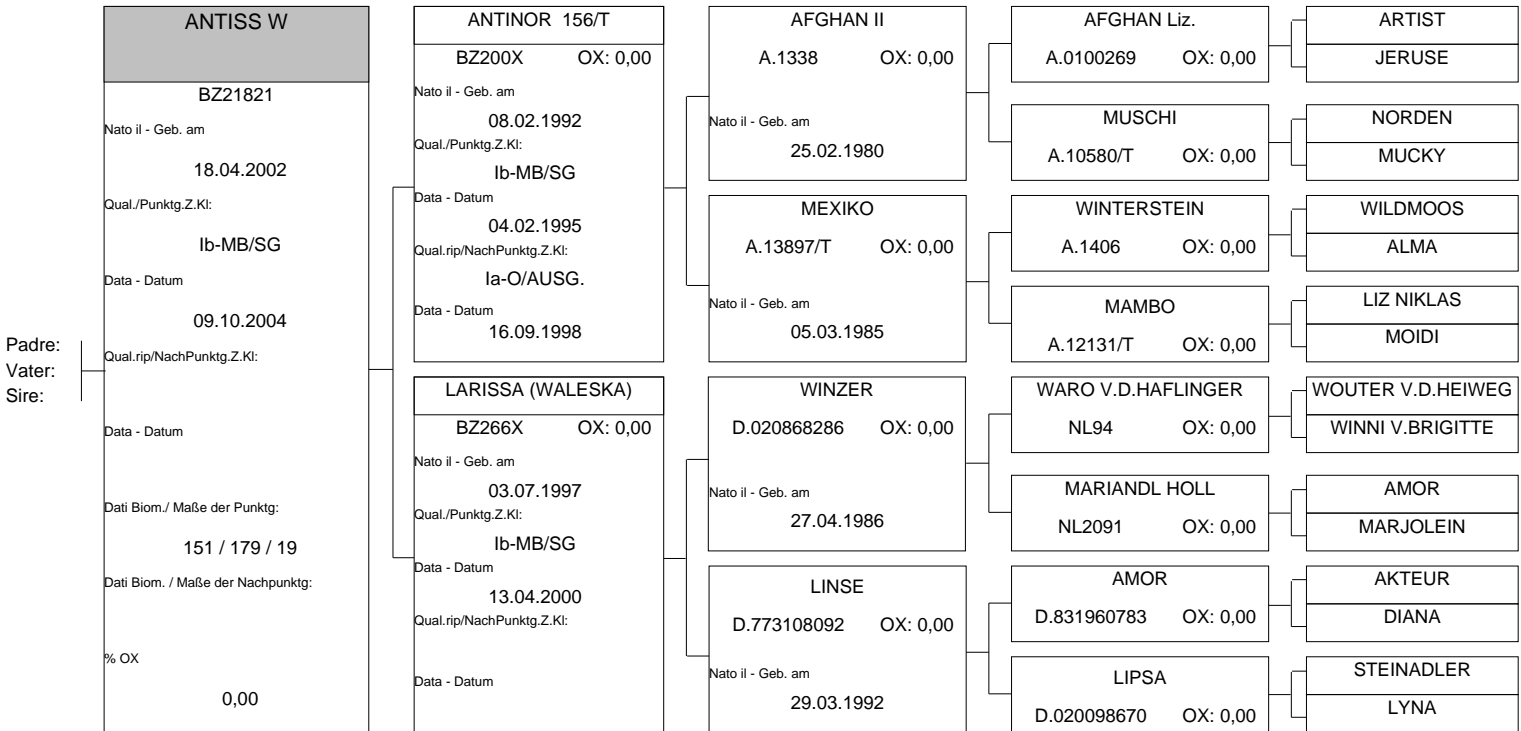 Padre:
Vater:
Sire:
ANTISS W
BZ21821
Nato il - Geb. am
18.04.2002
Qual./Punktg.Z.Kl:
Ib-MB/SG
Data - Datum
09.10.2004
Qual.rip/NachPunktg.Z.Kl:
Data - Datum
Dati Biom./ Maße der Punktg:
151 / 179 / 19
Dati Biom. / Maße der Nachpunktg:
% OX
0,00
ANTINOR 156/T
BZ200X OX: 0,00
Nato il - Geb. am
08.02.1992
Qual./Punktg.Z.Kl:
Ib-MB/SG
Data - Datum
04.02.1995
Qual.rip/NachPunktg.Z.Kl:
Ia-O/AUSG.
Data - Datum
16.09.1998
LARISSA (WALESKA)
BZ266X OX: 0,00
Nato il - Geb. am
03.07.1997
Qual./Punktg.Z.Kl:
Ib-MB/SG
Data - Datum
13.04.2000
Qual.rip/NachPunktg.Z.Kl:
Data - Datum
AFGHAN II
A.1338 OX: 0,00
Nato il - Geb. am
25.02.1980
MEXIKO
A.13897/T OX: 0,00
Nato il - Geb. am
05.03.1985
WINZER
D.020868286 OX: 0,00
Nato il - Geb. am
27.04.1986
LINSE
D.773108092 OX: 0,00
Nato il - Geb. am
29.03.1992
AFGHAN Liz.
A.0100269 OX: 0,00
MUSCHI
A.10580/T OX: 0,00
WINTERSTEIN
A.1406 OX: 0,00
MAMBO
A.12131/T OX: 0,00
WARO V.D.HAFLINGER
NL94 OX: 0,00
MARIANDL HOLL
NL2091 OX: 0,00
AMOR
D.831960783 OX: 0,00
LIPSA
D.020098670 OX: 0,00
ARTIST
JERUSE
NORDEN
MUCKY
WILDMOOS
ALMA
LIZ NIKLAS
MOIDI
WOUTER V.D.HEIWEG
WINNI V.BRIGITTE
AMOR
MARJOLEIN
AKTEUR
DIANA
STEINADLER
LYNA